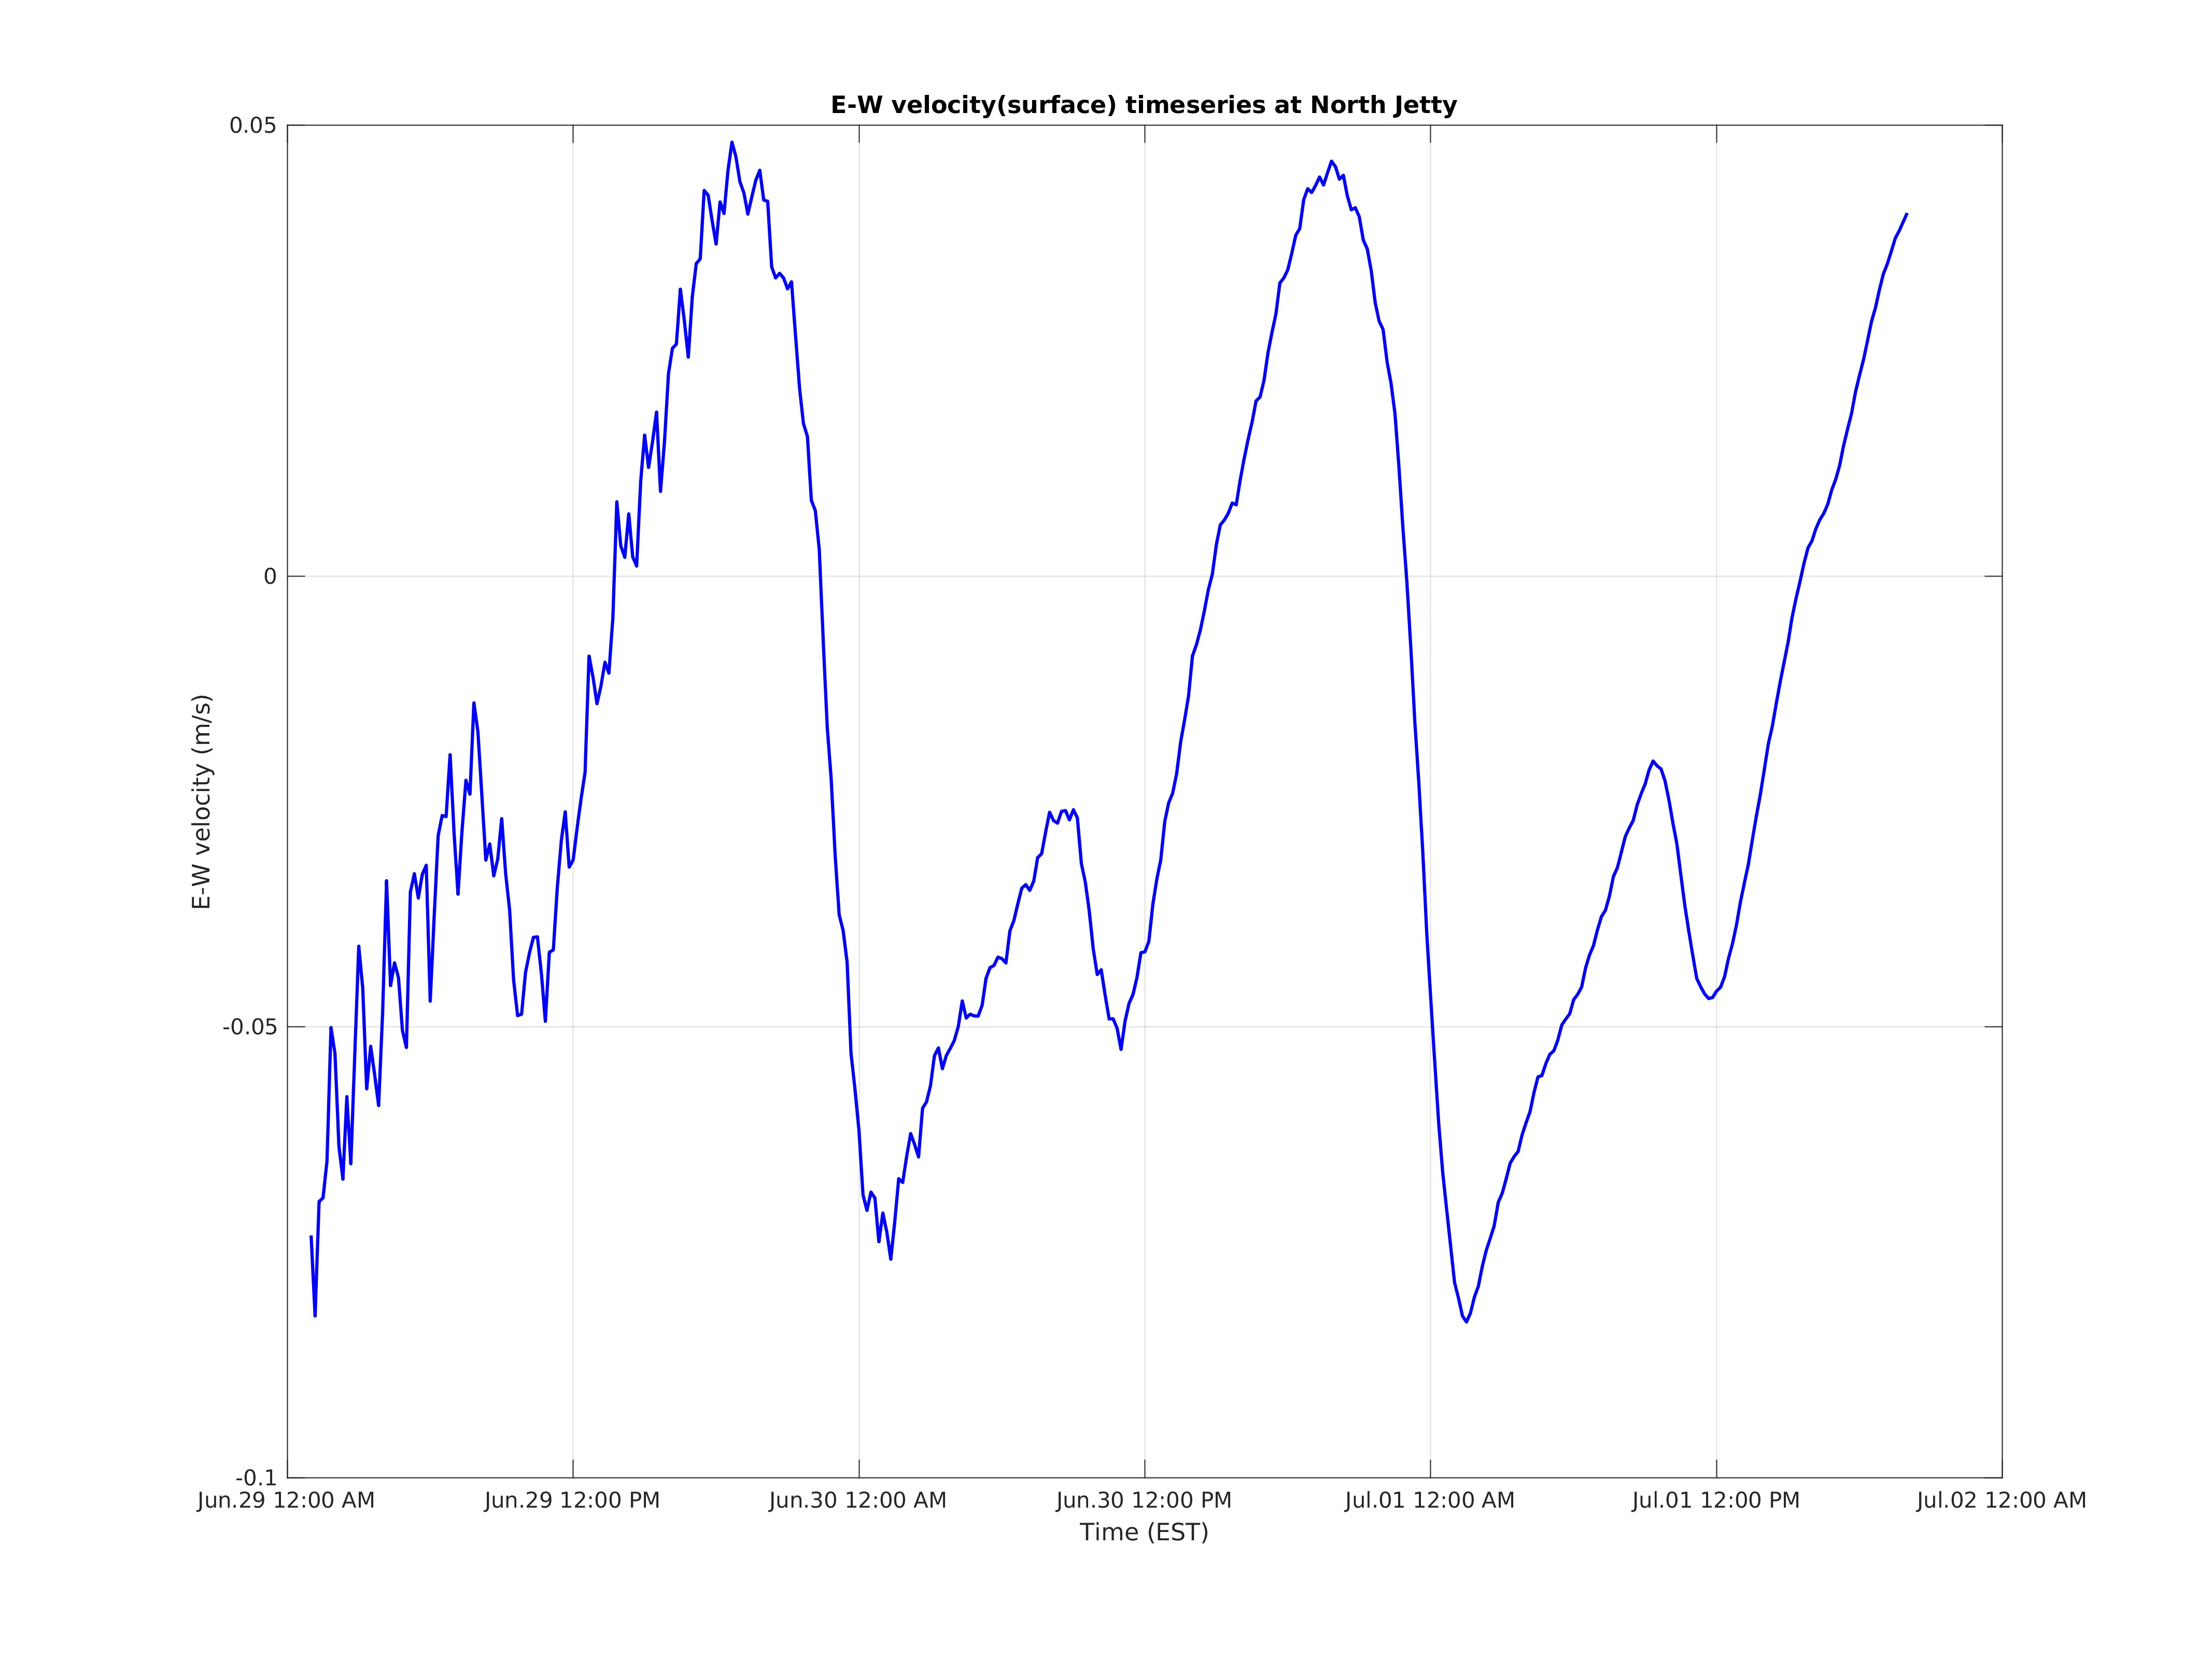 E-W velocity(surface) timeseries at North Jetty
0.05
0
-0.05
-0.1
E-W velocity (m/s)
Jun.29 12:00 AM
Jun.29 12:00 PM
Jun.30 12:00 AM
Jun.30 12:00 PM
Jul.01 12:00 AM
Jul.01 12:00 PM
Jul.02 12:00 AM
Time (EST)